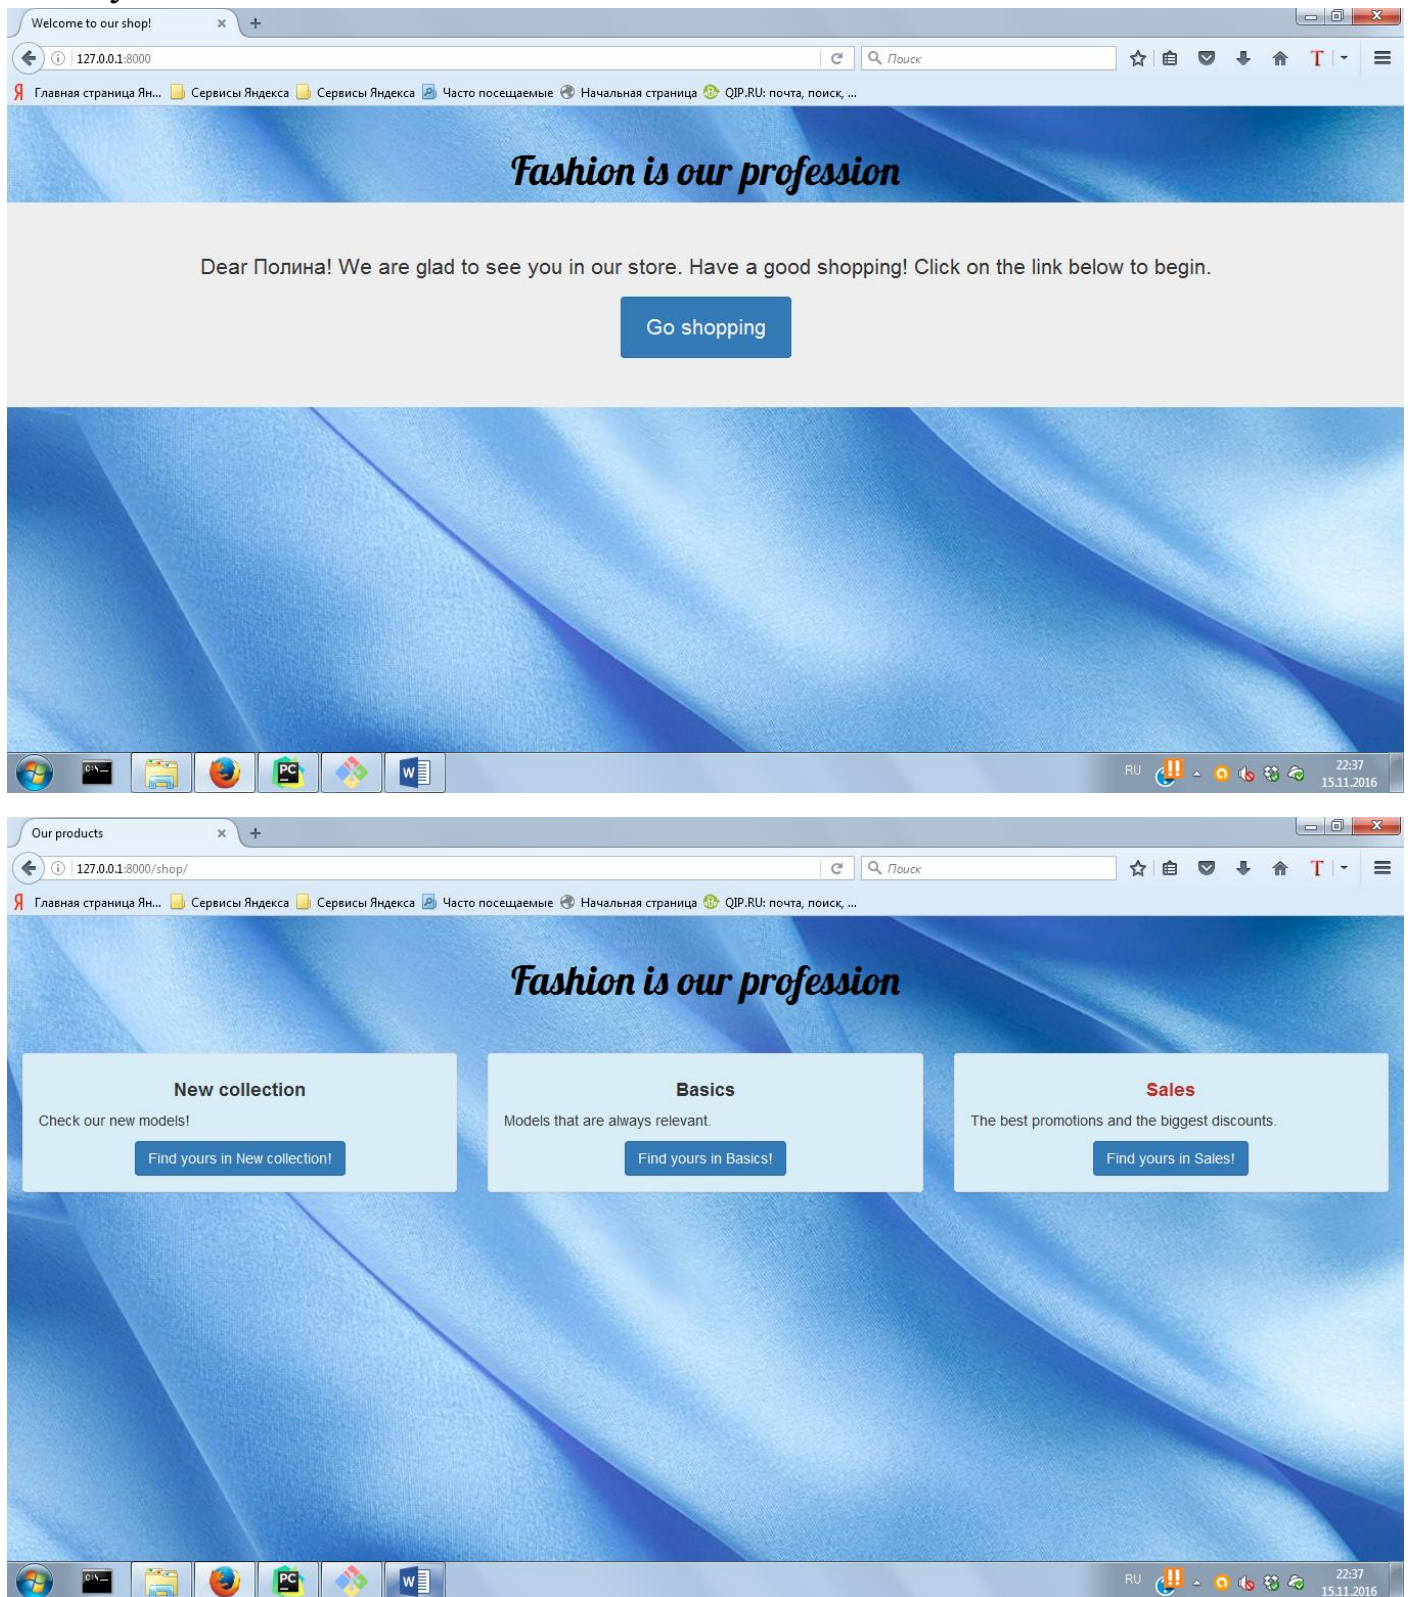 Welcome to our shop!
127.0.0.1:8000
Поиск
Главная страница Ян... Сервисы Яндекса Сервисы Яндекса Часто посещаемые Начальная страница QIP.RU: почта, поиск, ...
Fashion is our profession
Dear Полина! We are glad to see you in our store. Have a good shopping! Click on the link below to begin.
Go shopping
RU
22:37
15.11.2016
Our products
127.0.0.1:8000/shop/
Поиск
Главная страница Ян... Сервисы Яндекса Сервисы Яндекса Часто посещаемые Начальная страница QIP.RU: почта, поиск, ...
Fashion is our profession
New collection
Check our new models!
Find yours in New collection!
Basics
Models that are always relevant.
Find yours in Basics!
Sales
The best promotions and the biggest discounts.
Find yours in Sales!
RU
22:37
15.11.2016